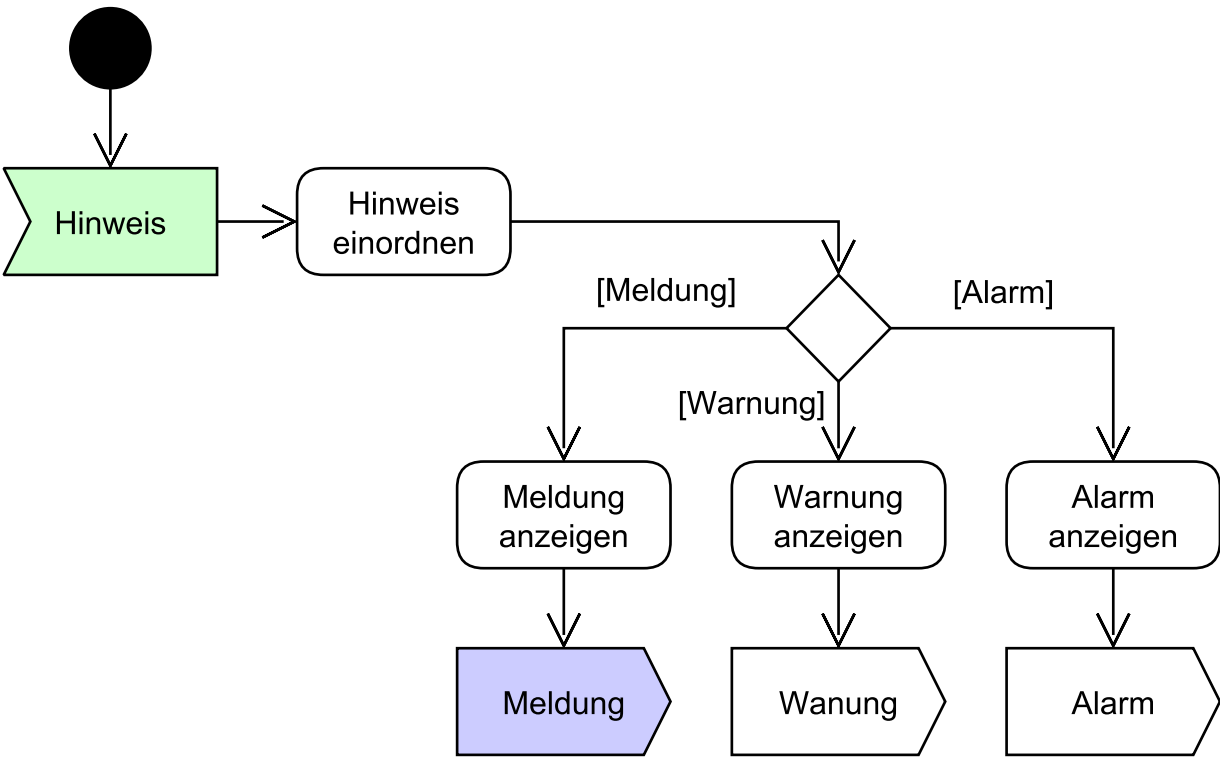 Hinweis
Hinweis
einordnen
[Meldung]
[Alarm]
[Warnung]
Meldung
anzeigen
Warnung
anzeigen
Alarm
anzeigen
Meldung
Wanung
Alarm